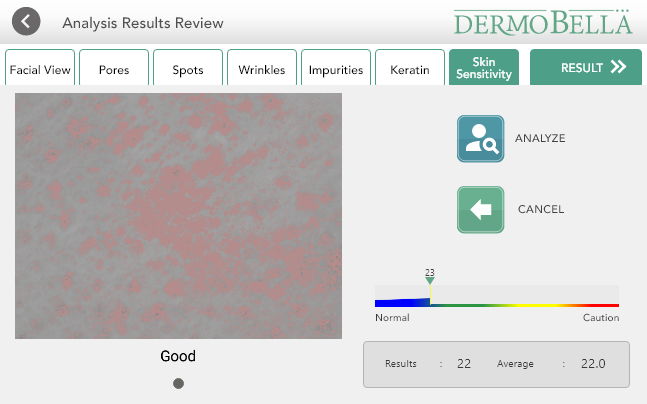 Analysis Results Review
DERMOBELLA
Facial View
Pores
Spots
Wrinkles
Impurities
Keratin
Skin
Sensitivity
RESULT
ANALYZE
CANCEL
23
Normal
Caution
Good
Results : 22 Average : 22.0